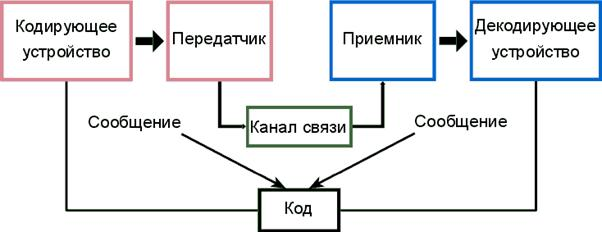 Кодирующее
устройство
Передатчик
Приемник
Декодирующее
устройство
Сообщение
Канал связи
Сообщение
Код